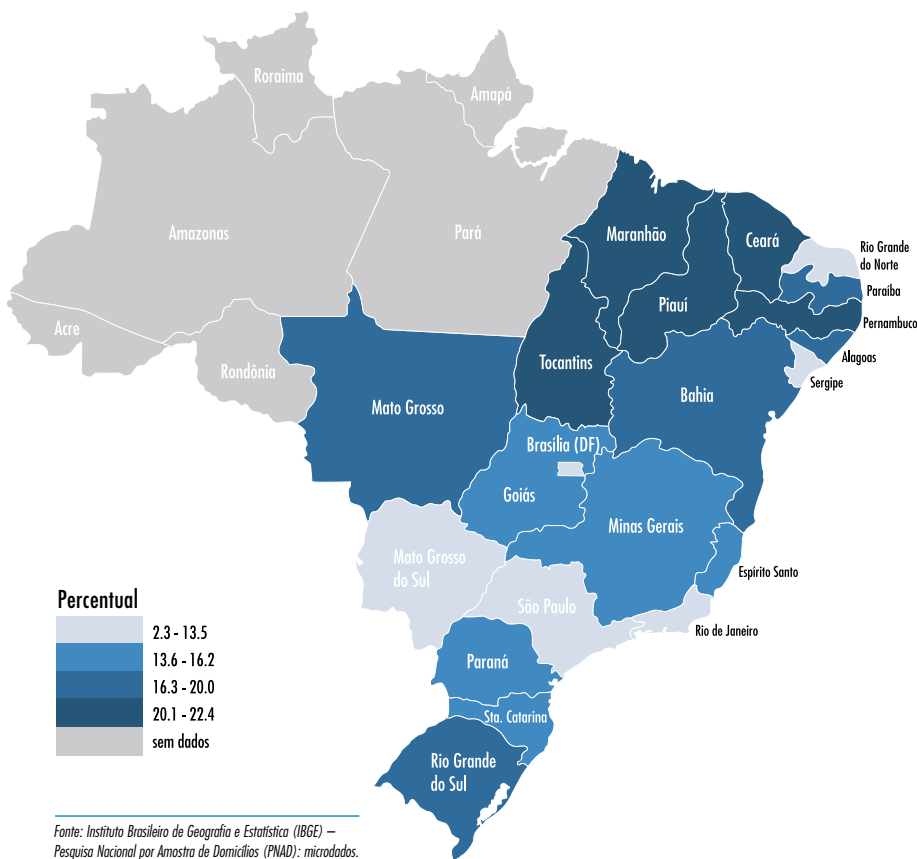 Roraima
Amapá
Amazonas
Pará
Maranhão
Ceará
Rio Grande
do Norte
Paraíba
Piauí
Pernambuco
Acre
Rondônia
Tocantins
Alagoas
Sergipe
Mato Grosso
Bahia
Brasília (DF)
Goiás
Minas Gerais
Mato Grosso
do Sul
Espírito Santo
São Paulo
Rio de Janeiro
Paraná
Sta. Catarina
Rio Grande
do Sul
Percentual
2.3 - 13.5
13.6 - 16.2
16.3 - 20.0
20.1 - 22.4
sem dados
Fonte: Instituto Brasileiro de Geografia e Estatística (IBGE) –
Pesquisa Nacional por Amostra de Domicílios (PNAD): microdados.